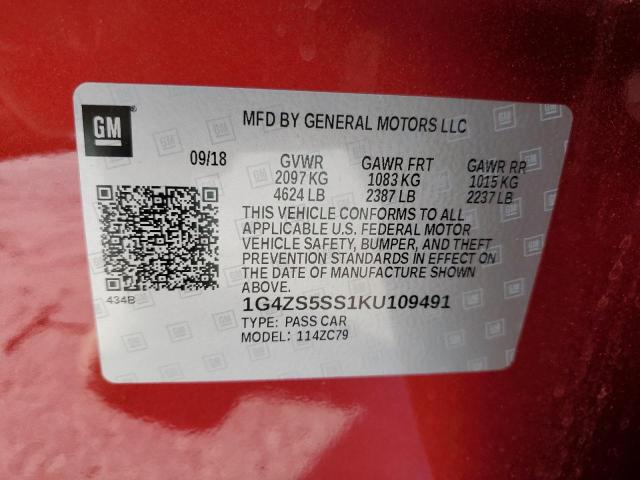 GM
MFD BY GENERAL MOTORS LLC
09/18 GVWR GAWR FRT GAWR RR
2097 KG 1083 KG 1015 KG
4624 LB 2387 LB 2237 LB
THIS VEHICLE CONFORMS TO ALL
APPLICABLE U.S. FEDERAL MOTOR
VEHICLE SAFETY, BUMPER, AND THEFT
PREVENTION STANDARDS IN EFFECT ON
THE DATE OF MANUFACTURE SHOWN
ABOVE.
434B
1G4ZS5SS1KU109491
TYPE: PASS CAR
MODEL: 114ZC79